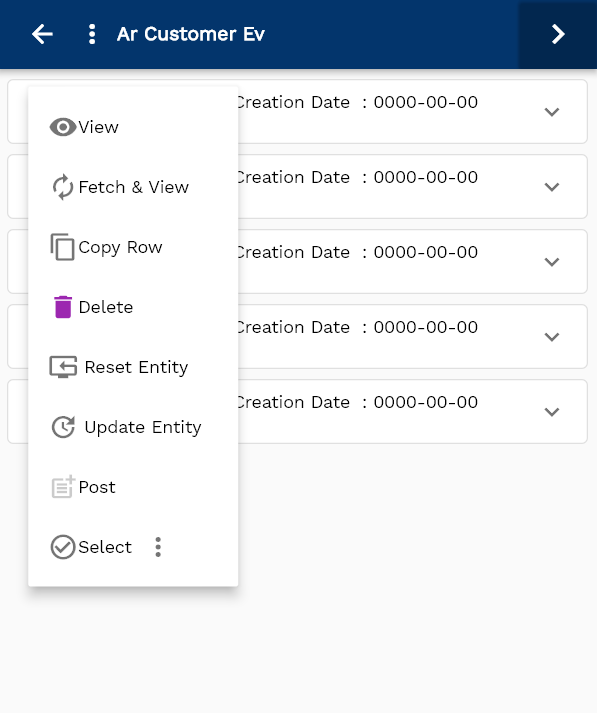 Ar Customer Ev
Creation Date : 0000-00-00
View
Creation Date : 0000-00-00
Fetch & View
Creation Date : 0000-00-00
Copy Row
Delete
Creation Date : 0000-00-00
Reset Entity
Creation Date : 0000-00-00
Update Entity
Post
Select